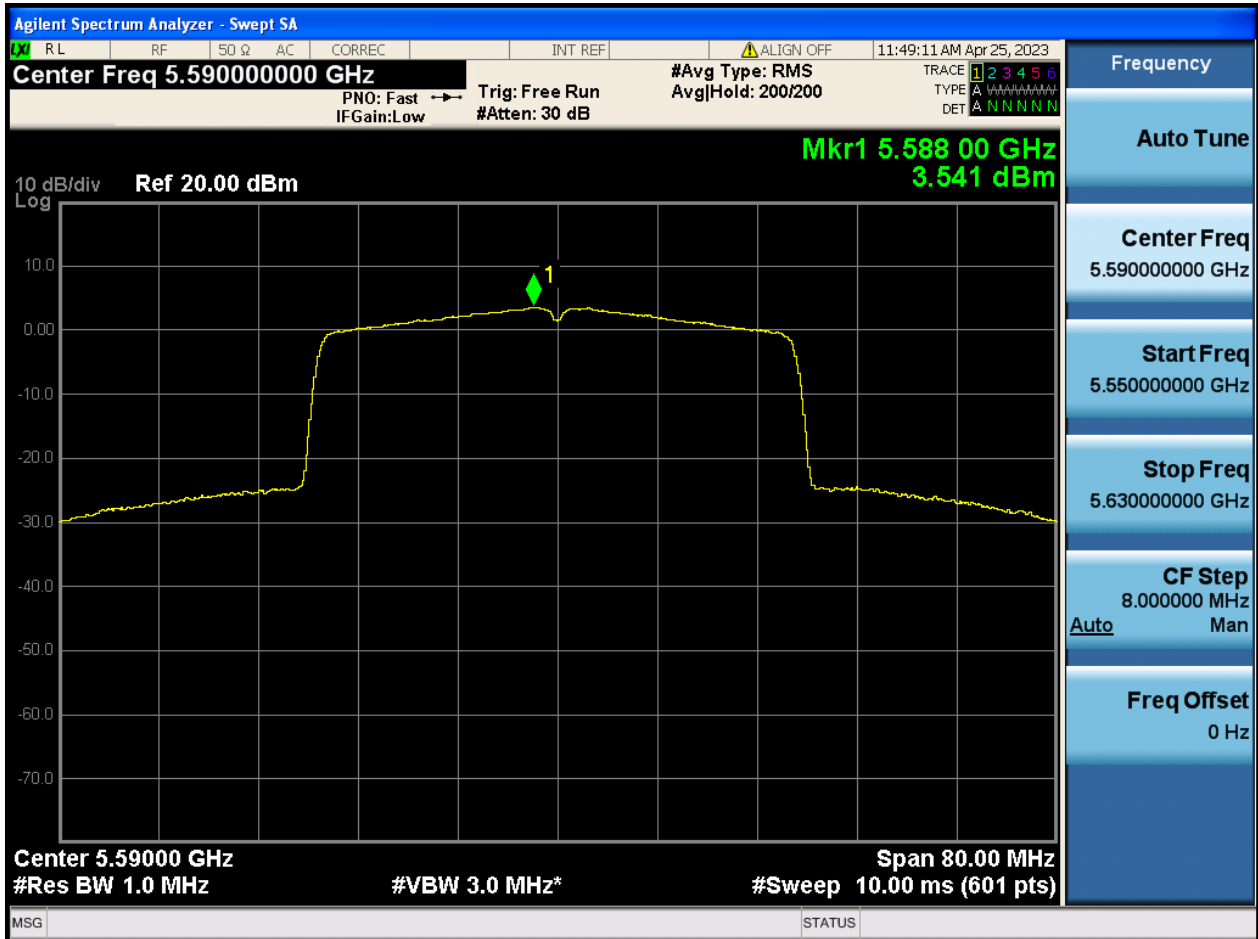 Agilent Spectrum Analyzer - Swept SA
LXI RL RF 50 Ω AC CORREC INT REF ALIGN OFF 11:49:11 AM Apr 25, 2023
Center Freq 5.590000000 GHz
PNO: Fast
IFGain:Low
Trig: Free Run
#Atten: 30 dB
#Avg Type: RMS
Avg|Hold: 200/200
TRACE 1 2 3 4 5 6
TYPE A
DET A N N N N N
Mkr1 5.588 00 GHz
3.541 dBm
10 dB/div Ref 20.00 dBm
Log
10.0
0.00
-10.0
-20.0
-30.0
-40.0
-50.0
-60.0
-70.0
1
Center 5.59000 GHz Span 80.00 MHz
#Res BW 1.0 MHz #VBW 3.0 MHz* #Sweep 10.00 ms (601 pts)
MSG STATUS
Frequency
Auto Tune
Center Freq
5.590000000 GHz
Start Freq
5.550000000 GHz
Stop Freq
5.630000000 GHz
CF Step
8.000000 MHz
Auto Man
Freq Offset
0 Hz